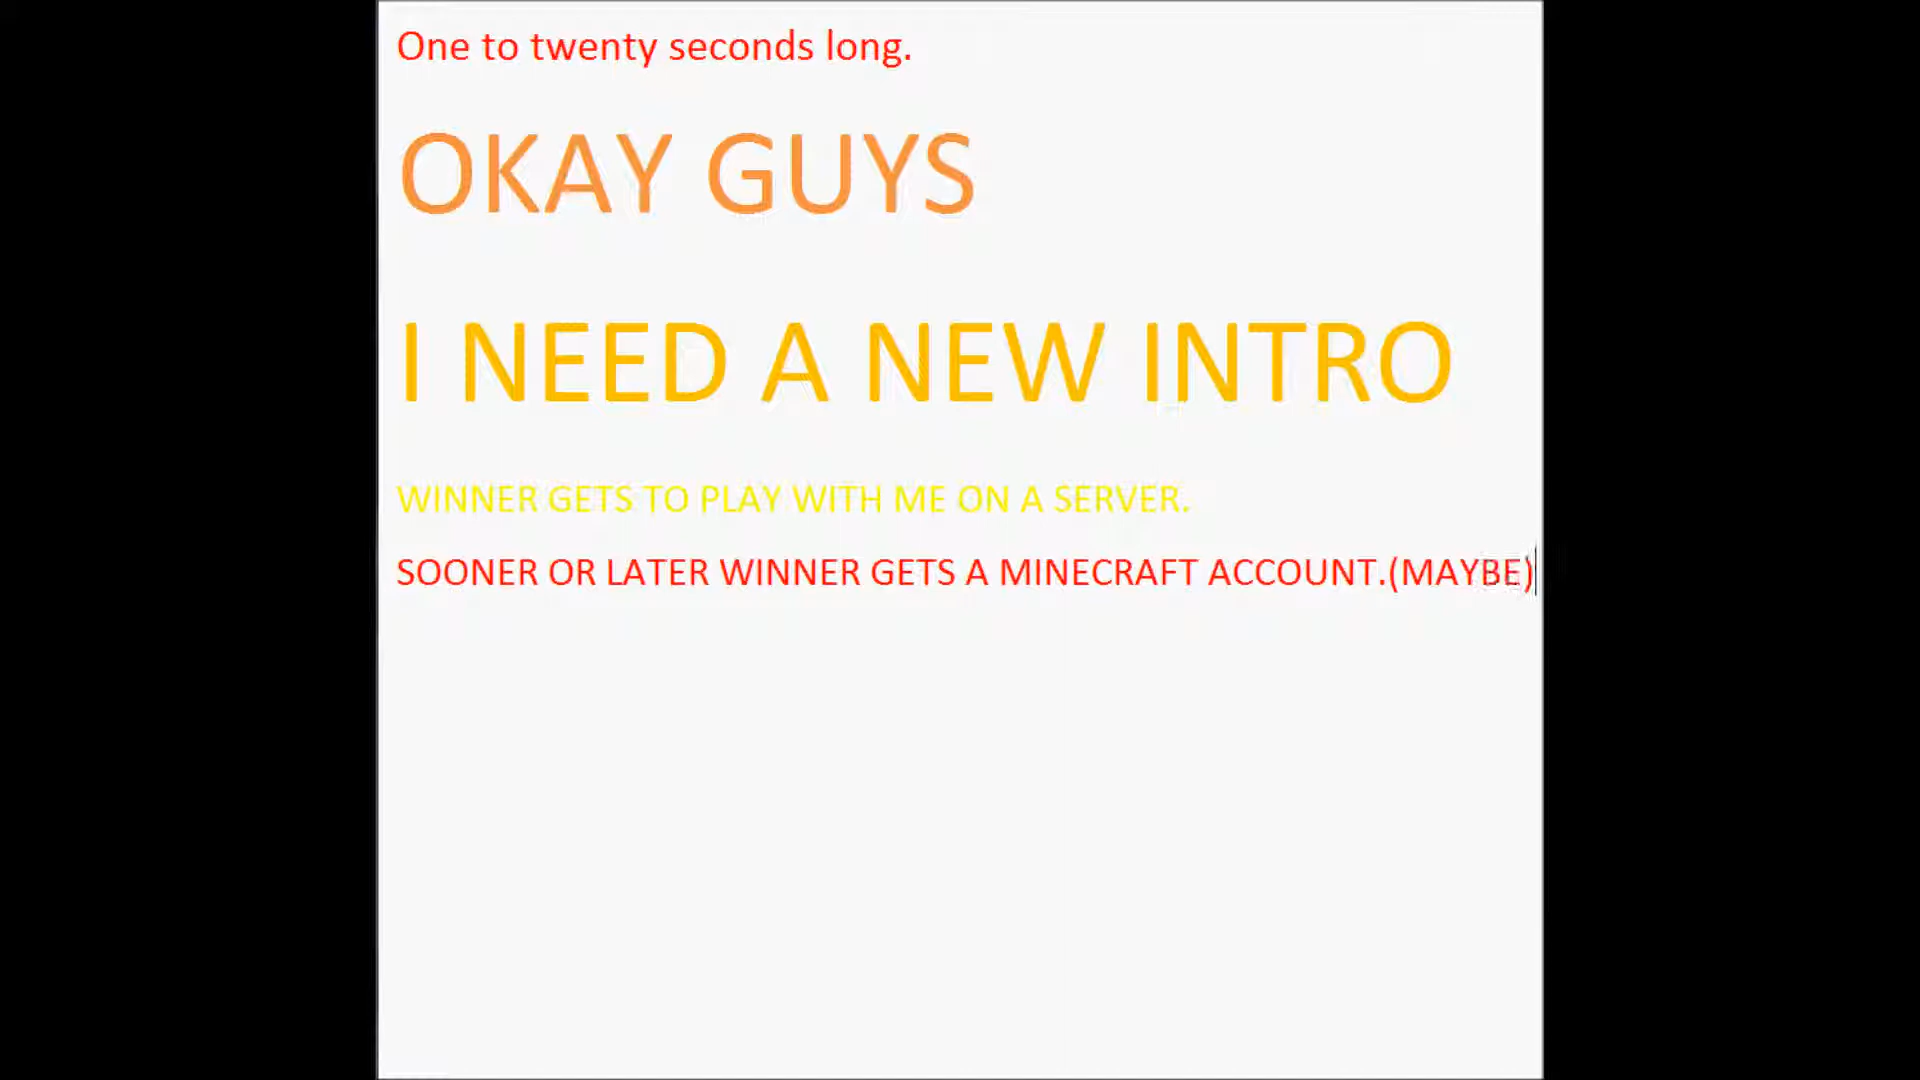 One to twenty seconds long.
OKAY GUYS
I NEED A NEW INTRO
WINNER GETS TO PLAY WITH ME ON A SERVER.
SOONER OR LATER WINNER GETS A MINECRAFT ACCOUNT.(MAYBE)